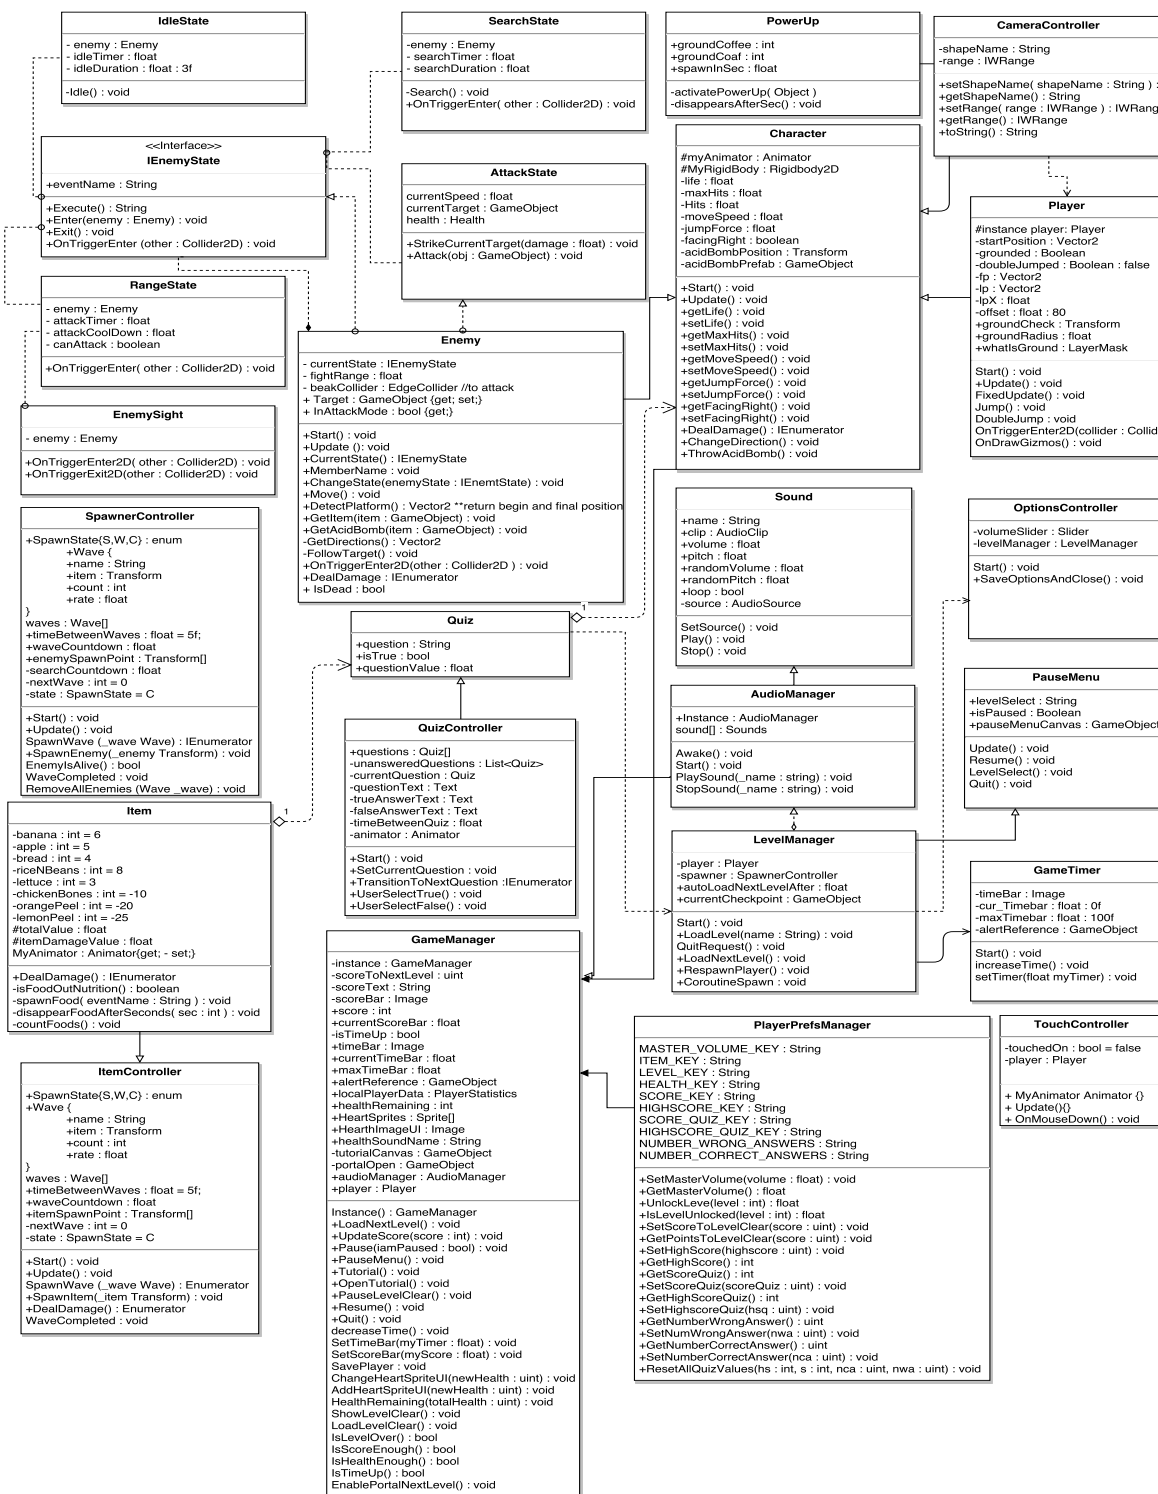 IdleState
- enemy : Enemy
- idleTimer : float
- idleDuration : float : 3f
-Idle() : void
SearchState
-enemy : Enemy
- searchTimer : float
- searchDuration : float
-Search() : void
+OnTriggerEnter( other : Collider2D) : void
PowerUp
+groundCoffee : int
+groundCoaf : int
+spawnInSec : float
-activatePowerUp( Object )
-disappearsAfterSec() : void
CameraController
-shapeName : String
-range : IWRange
+setShapeName( shapeName : String ) :
+getShapeName() : String
+setRange( range : IWRange ) : IWRang
+getRange() : IWRange
+toString() : String
<<Interface>>
IEnemyState
+eventName : String
+Execute() : String
+Enter(enemy : Enemy) : void
+Exit() : void
+OnTriggerEnter (other : Collider2D) : void
AttackState
currentSpeed : float
currentTarget : GameObject
health : Health
+StrikeCurrentTarget(damage : float) : void
+Attack(obj : GameObject) : void
Character
#myAnimator : Animator
#MyRigidBody : Rigidbody2D
-life : float
-maxHits : float
-Hits : float
-moveSpeed : float
-jumpForce : float
-facingRight : boolean
-acidBombPosition : Transform
-acidBombPrefab : GameObject
+Start() : void
+Update() : void
+getLife() : void
+setLife() : void
+getMaxHits() : void
+setMaxHits() : void
+getMoveSpeed() : void
+setMoveSpeed() : void
+getJumpForce() : void
+setJumpForce() : void
+getFacingRight() : void
+setFacingRight() : void
+DealDamage() : IEnumerator
+ChangeDirection() : void
+ThrowAcidBomb() : void
Player
#instance player: Player
-startPosition : Vector2
-grounded : Boolean
-doubleJumped : Boolean : false
-fp : Vector2
-lp : Vector2
-lpX : float
-offset : float : 80
+groundCheck : Transform
+groundRadius : float
+whatIsGround : LayerMask
Start() : void
+Update() : void
FixedUpdate() : void
Jump() : void
DoubleJump : void
OnTriggerEnter2D(collider : Collid
OnDrawGizmos() : void
RangeState
- enemy : Enemy
- attackTimer : float
- attackCoolDown : float
- canAttack : boolean
+OnTriggerEnter( other : Collider2D) : void
EnemySight
- enemy : Enemy
+OnTriggerEnter2D( other : Collider2D) : void
+OnTriggerExit2D(other : Collider2D) : void
Enemy
- currentState : IEnemyState
- fightRange : float
- beakCollider : EdgeCollider //to attack
+ Target : GameObject {get; set;}
+ InAttackMode : bool {get;}
+Start() : void
+Update (): void
+CurrentState() : IEnemyState
+MemberName : void
+ChangeState(enemyState : IEnemtState) : void
+Move() : void
+DetectPlatform() : Vector2 **return begin and final position
+GetItem(item : GameObject) : void
+GetAcidBomb(item : GameObject) : void
-GetDirections() : Vector2
-FollowTarget() : void
+OnTriggerEnter2D(other : Collider2D ) : void
+DealDamage : IEnumerator
+ IsDead : bool
1
SpawnerController
+SpawnState{S,W,C} : enum
+Wave {
+name : String
+item : Transform
+count : int
+rate : float
}
waves : Wave[]
+timeBetweenWaves : float = 5f;
+waveCountdown : float
+enemySpawnPoint : Transform[]
-searchCountdown : float
-nextWave : int = 0
-state : SpawnState = C
+Start() : void
+Update() : void
SpawnWave (_wave Wave) : IEnumerator
+SpawnEnemy(_enemy Transform) : void
EnemyIsAlive() : bool
WaveCompleted : void
RemoveAllEnemies (Wave _wave) : void
Sound
+name : String
+clip : AudioClip
+volume : float
+pitch : float
+randomVolume : float
+randomPitch : float
+loop : bool
-source : AudioSource
SetSource() : void
Play() : void
Stop() : void
OptionsController
-volumeSlider : Slider
-levelManager : LevelManager
Start() : void
+SaveOptionsAndClose() : void
Quiz
+question : String
+isTrue : bool
+questionValue : float
QuizController
+questions : Quiz[]
-unansweredQuestions : List<Quiz>
-currentQuestion : Quiz
-questionText : Text
-trueAnswerText : Text
-falseAnswerText : Text
-timeBetweenQuiz : float
-animator : Animator
+Start() : void
+SetCurrentQuestion : void
+TransitionToNextQuestion :IEnumerator
+UserSelectTrue() : void
+UserSelectFalse() : void
AudioManager
+Instance : AudioManager
sound[] : Sounds
Awake() : void
Start() : void
PlaySound(_name : string) : void
StopSound(_name : string) : void
PauseMenu
+levelSelect : String
+isPaused : Boolean
+pauseMenuCanvas : GameObject
Update() : void
Resume() : void
LevelSelect() : void
Quit() : void
Item
1
-banana : int = 6
-apple : int = 5
-bread : int = 4
-riceNBeans : int = 8
-lettuce : int = 3
-chickenBones : int = -10
-orangePeel : int = -20
-lemonPeel : int = -25
#totalValue : float
#itemDamageValue : float
MyAnimator : Animator{get; - set;}
+DealDamage() : IEnumerator
-isFoodOutNutrition() : boolean
-spawnFood( eventName : String ) : void
-disappearFoodAfterSeconds( sec : int ) : void
-countFoods() : void
LevelManager
-player : Player
-spawner : SpawnerController
+autoLoadNextLevelAfter : float
+currentCheckpoint : GameObject
Start() : void
+LoadLevel(name : String) : void
QuitRequest() : void
+LoadNextLevel() : void
+RespawnPlayer() : void
+CoroutineSpawn : void
GameTimer
-timeBar : Image
-cur_Timebar : float : 0f
-maxTimebar : float : 100f
-alertReference : GameObject
Start() : void
increaseTime() : void
setTimer(float myTimer) : void
GameManager
-instance : GameManager
-scoreToNextLevel : uint
-scoreText : String
-scoreBar : Image
+score : int
+currentScoreBar : float
-isTimeUp : bool
+timeBar : Image
+currentTimeBar : float
+maxTimeBar : float
+alertReference : GameObject
+localPlayerData : PlayerStatistics
+healthRemaining : int
+HeartSprites : Sprite[]
+HearthImageUI : Image
+healthSoundName : String
-tutorialCanvas : GameObject
-portalOpen : GameObject
+audioManager : AudioManager
+player : Player
Instance() : GameManager
+LoadNextLevel() : void
+UpdateScore(score : int) : void
+Pause(iamPaused : bool) : void
+PauseMenu() : void
+Tutorial() : void
+OpenTutorial() : void
+PauseLevelClear() : void
+Resume() : void
+Quit() : void
decreaseTime() : void
SetTimeBar(myTimer : float) : void
SetScoreBar(myScore : float) : void
SavePlayer : void
ChangeHeartSpriteUI(newHealth : uint) : void
AddHeartSpriteUI(newHealth : uint) : void
HealthRemaining(totalHealth : uint) : void
ShowLevelClear() : void
LoadLevelClear() : void
IsLevelOver() : bool
IsScoreEnough() : bool
IsHealthEnough() : bool
IsTimeUp() : bool
EnablePortalNextLevel() : void
PlayerPrefsManager
MASTER_VOLUME_KEY : String
ITEM_KEY : String
LEVEL_KEY : String
HEALTH_KEY : String
SCORE_KEY : String
HIGHSCORE_KEY : String
SCORE_QUIZ_KEY : String
HIGHSCORE_QUIZ_KEY : String
NUMBER_WRONG_ANSWERS : String
NUMBER_CORRECT_ANSWERS : String
+SetMasterVolume(volume : float) : void
+GetMasterVolume() : float
+UnlockLeve(level : int) : float
+IsLevelUnlocked(level : int) : float
+SetScoreToLevelClear(score : uint) : void
+GetPointsToLevelClear(score : uint) : void
+SetHighScore(highscore : uint) : void
+GetHighScore() : int
+GetScoreQuiz() : int
+SetScoreQuiz(scoreQuiz : uint) : void
+GetHighScoreQuiz() : int
+SetHighscoreQuiz(hsq : uint) : void
+GetNumberWrongAnswer() : uint
+SetNumWrongAnswer(nwa : uint) : void
+GetNumberCorrectAnswer() : uint
+SetNumberCorrectAnswer(nca : uint) : void
+ResetAllQuizValues(hs : int, s : int, nca : uint, nwa : uint) : void
TouchController
-touchedOn : bool = false
-player : Player
+ MyAnimator Animator {}
+ Update(){}
+ OnMouseDown() : void
ItemController
+SpawnState{S,W,C} : enum
+Wave {
+name : String
+item : Transform
+count : int
+rate : float
}
waves : Wave[]
+timeBetweenWaves : float = 5f;
+waveCountdown : float
+itemSpawnPoint : Transform[]
-nextWave : int = 0
-state : SpawnState = C
+Start() : void
+Update() : void
SpawnWave (_wave Wave) : Enumerator
+SpawnItem(_item Transform) : void
+DealDamage() : Enumerator
WaveCompleted : void